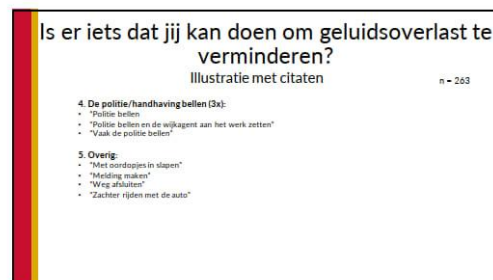 Is er iets dat jij kan doen om geluidsoverlast te
verminderen?
Illustratie met citaten
n = 263
4. De politie/handhaving bellen (3x):
• "Politie bellen
• "Politie bellen en de wijkagent aan het werk zetten"
• "Vaak de politie bellen"
5. Overig:
• "Met oordopjes in slapen"
• "Melding maken"
• "Weg afsluiten"
• "Zachter rijden met de auto"